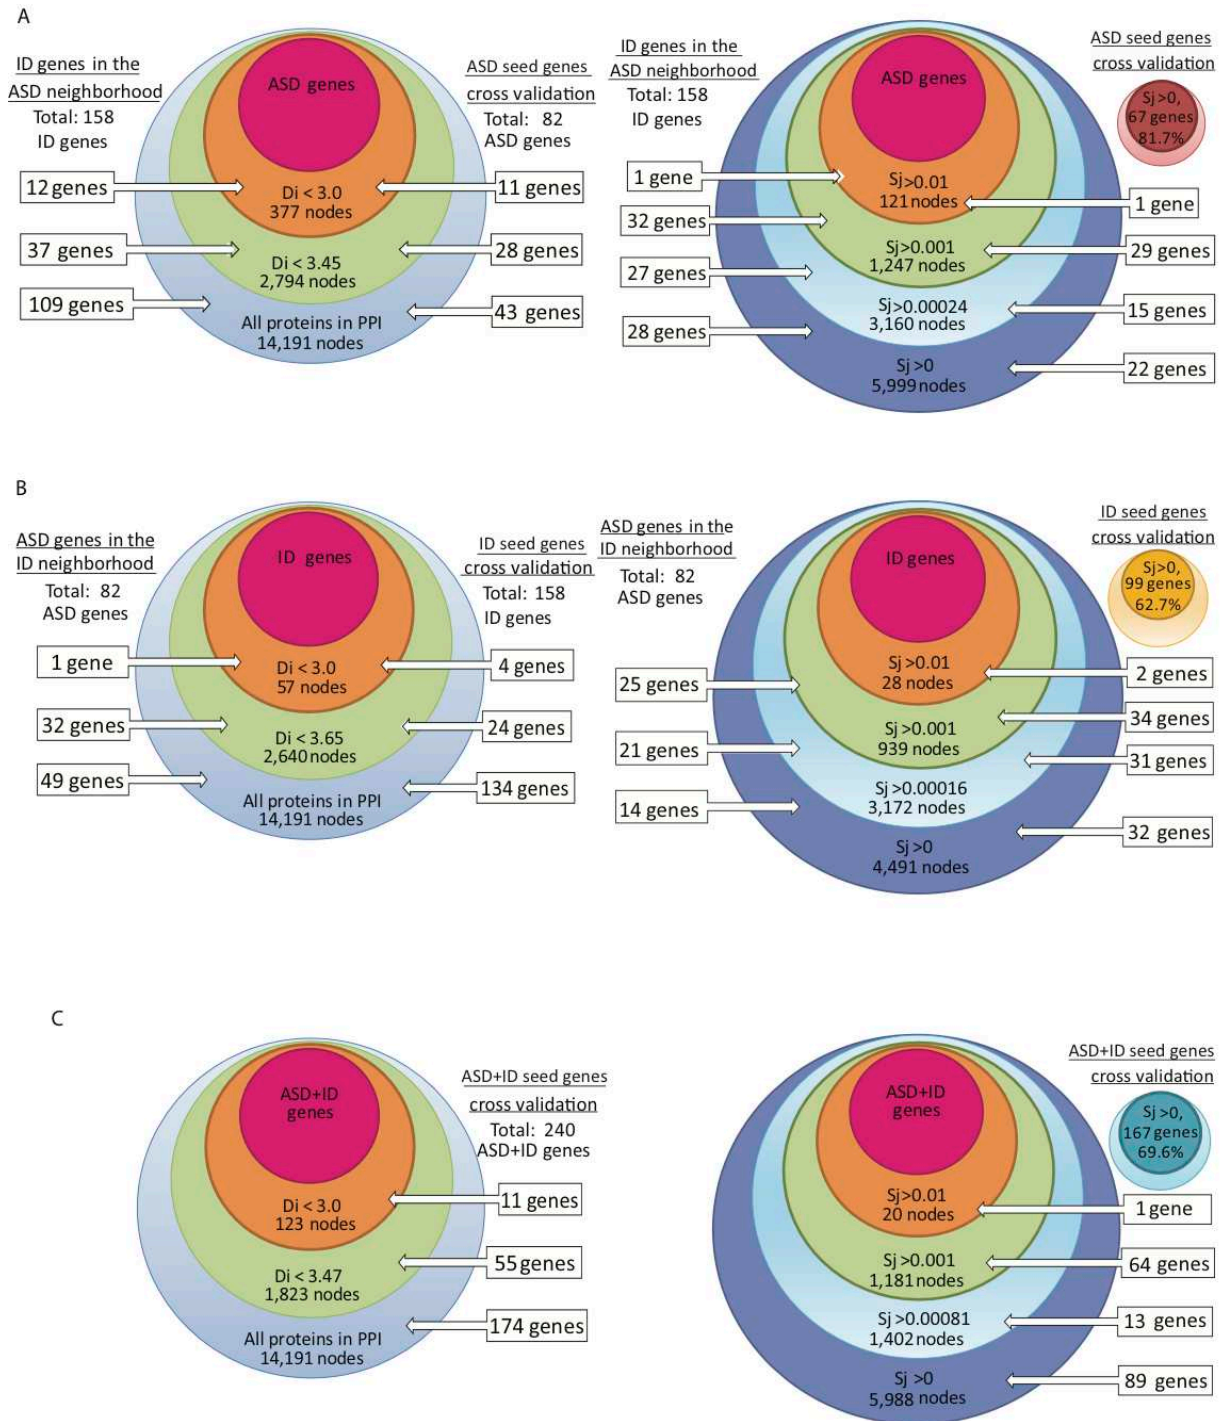 A
ID genes in the
ASD neighborhood
Total: 158
ID genes
ASD genes
ASD seed genes
cross validation
Total: 82
ASD genes
12 genes
Di < 3.0
377 nodes
11 genes
37 genes
Di < 3.45
2,794 nodes
28 genes
109 genes
All proteins in PPI
14,191 nodes
43 genes
ID genes in the
ASD neighborhood
Total: 158
ID genes
ASD genes
ASD seed genes
cross validation
Sj>0,
67 genes
81.7%
1 gene
Sj>0.01
121 nodes
1 gene
32 genes
Sj>0.001
1,247 nodes
29 genes
27 genes
Sj>0.00024
3,160 nodes
15 genes
28 genes
Sj >0
5,999 nodes
22 genes
B
ASD genes in the
ID neighborhood
Total: 82
ASD genes
ID genes
ID seed genes
cross validation
Total: 158
ID genes
1 gene
Di < 3.0
57 nodes
4 genes
32 genes
Di < 3.65
2,640 nodes
24 genes
49 genes
All proteins in PPI
14,191 nodes
134 genes
ASD genes in the
ID neighborhood
Total: 82
ASD genes
ID genes
ID seed genes
cross validation
Sj>0,
99 genes
62.7%
Sj>0.01
28 nodes
2 genes
25 genes
Sj>0.001
939 nodes
34 genes
21 genes
Sj>0.00016
3,172 nodes
31 genes
14 genes
Sj >0
4,491 nodes
32 genes
C
ASD+ID
genes
ASD+ID seed genes
cross validation
Total: 240
ASD+ID genes
Di < 3.0
123 nodes
11 genes
Di < 3.47
1,823 nodes
55 genes
All proteins in PPI
14,191 nodes
174 genes
ASD+ID
genes
ASD+ID seed genes
cross validation
Sj >0,
167 genes
69.6%
Sj>0.01
20 nodes
1 gene
Sj>0.001
1,181 nodes
64 genes
Sj>0.00081
1,402 nodes
13 genes
Sj >0
5,988 nodes
89 genes